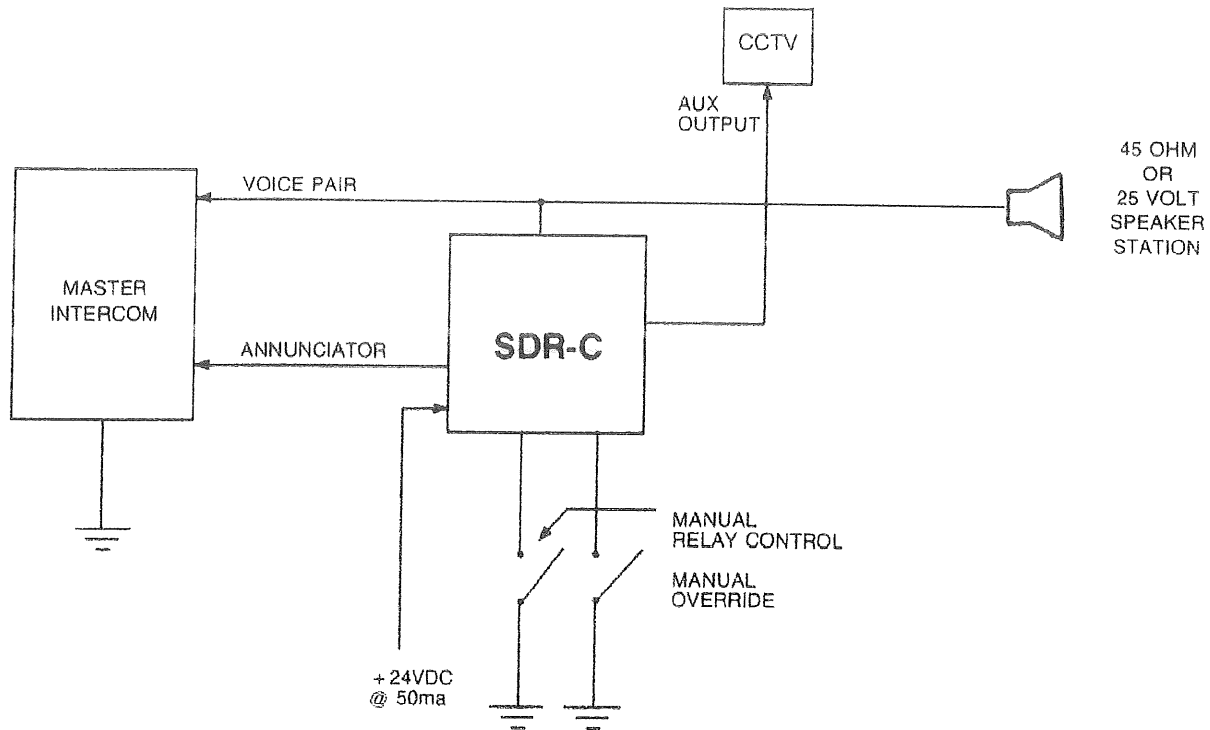 CCTV
AUX
OUTPUT
VOICE PAIR
45 OHM
OR
25 VOLT
SPEAKER
STATION
MASTER
INTERCOM
SDR-C
ANNUNCIATOR
MANUAL
RELAY CONTROL
MANUAL
OVERRIDE
+24VDC
@ 50ma